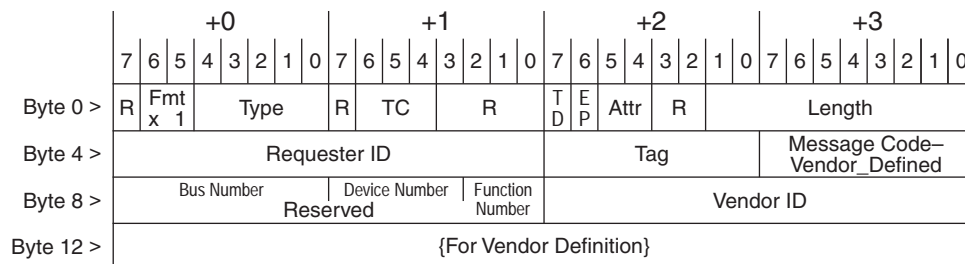 +0 +1 +2 +3
7 6 5 4 3 2 1 0 7 6 5 4 3 2 1 0 7 6 5 4 3 2 1 0 7 6 5 4 3 2 1 0
Byte 0 > R Fmt x 1 Type R TC R TD EP Attr R Length
Byte 4 > Requester ID Tag Message Code– Vendor_Defined
Byte 8 > Bus Number Device Number Function Number Reserved Vendor ID
Byte 12 > {For Vendor Definition}